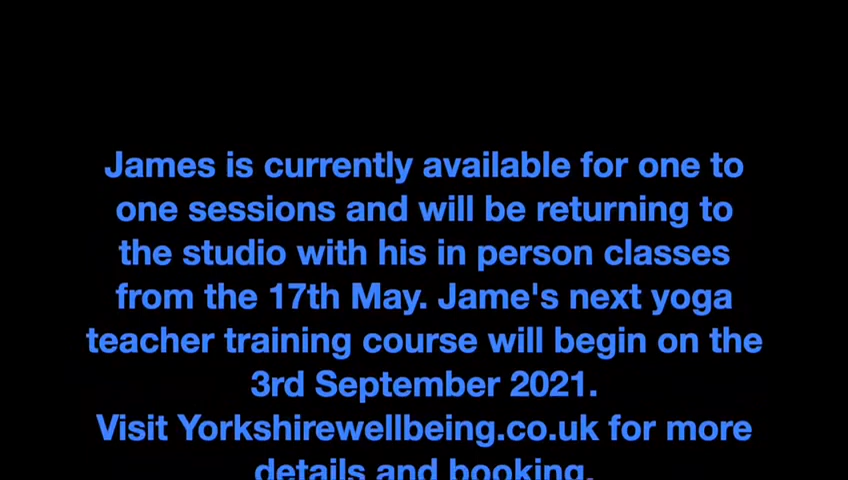 James is currently available for one to
one sessions and will be returning to
the studio with his in person classes
from the 17th May. Jame's next yoga
teacher training course will begin on the
3rd September 2021.
Visit Yorkshirewellbeing.co.uk for more
details and booking.